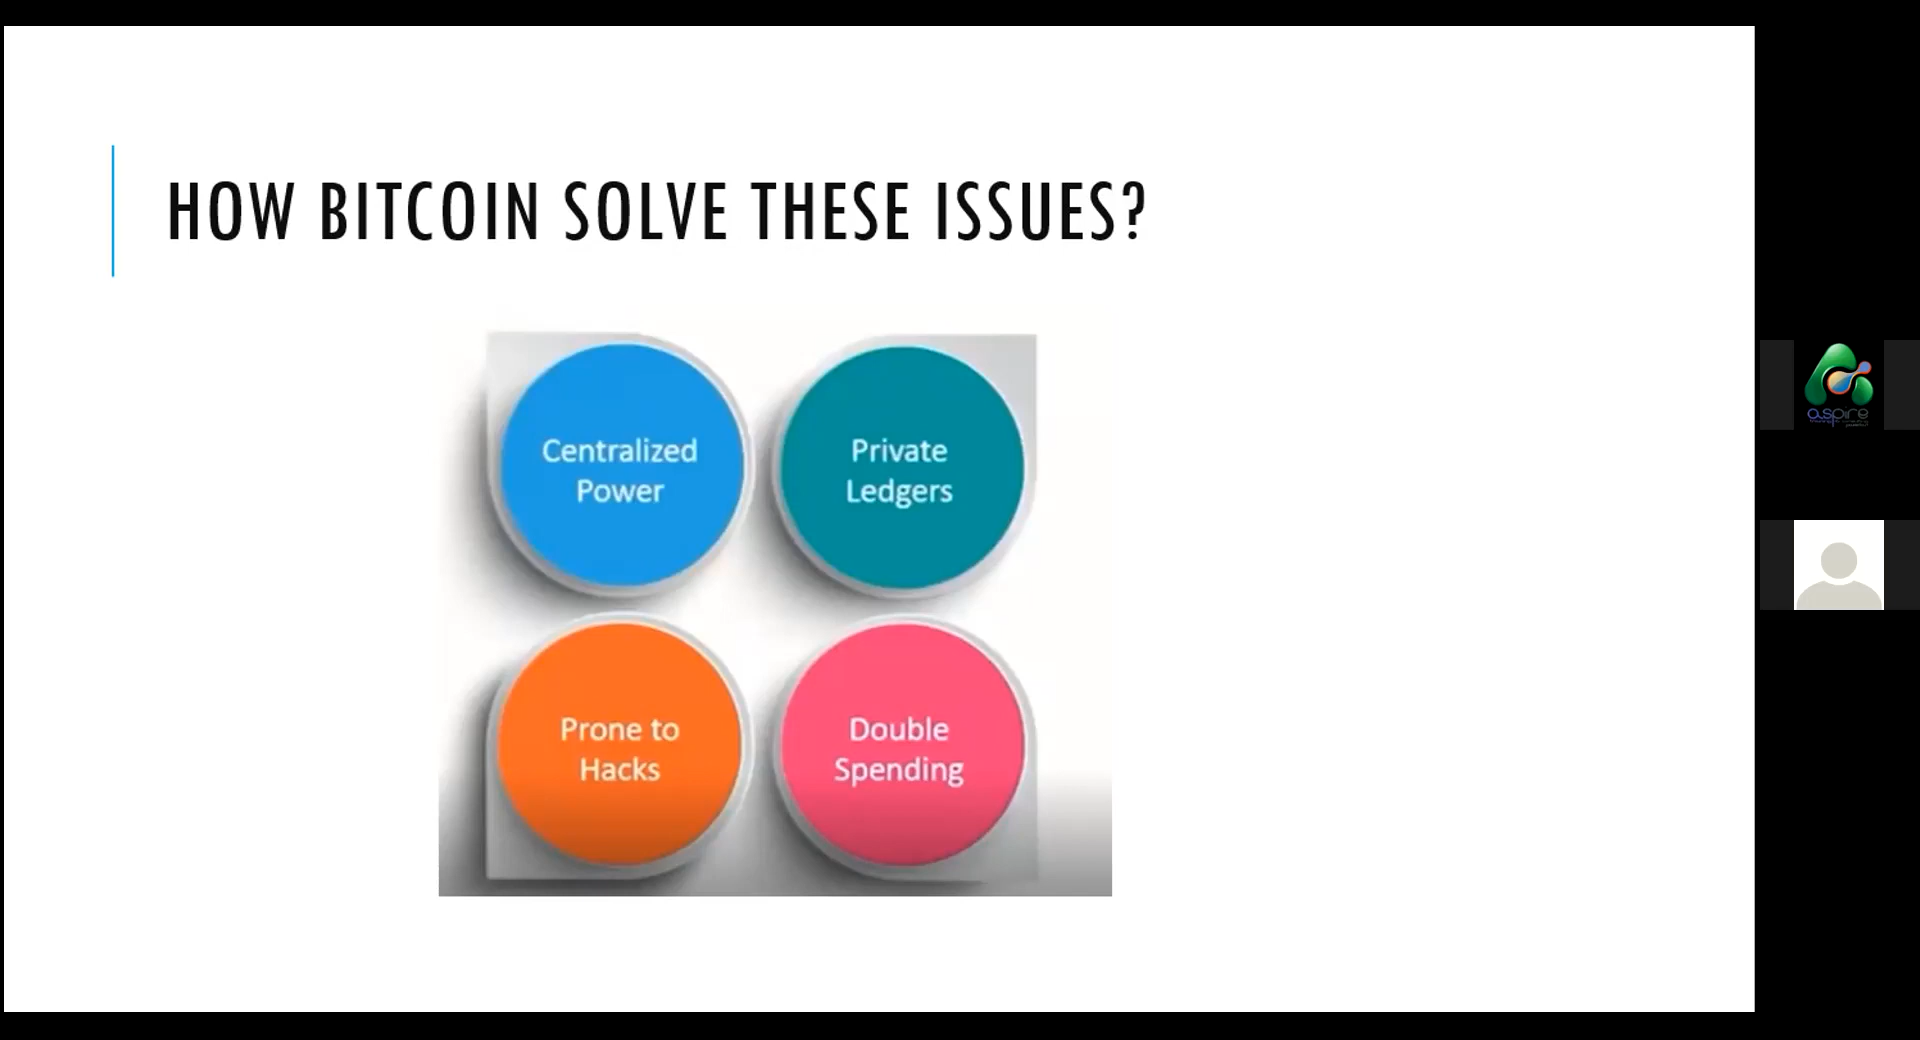 HOW BITCOIN SOLVE THESE ISSUES?
Centralized
Power
Private
Ledgers
Prone to
Hacks
Double
Spending
aspire